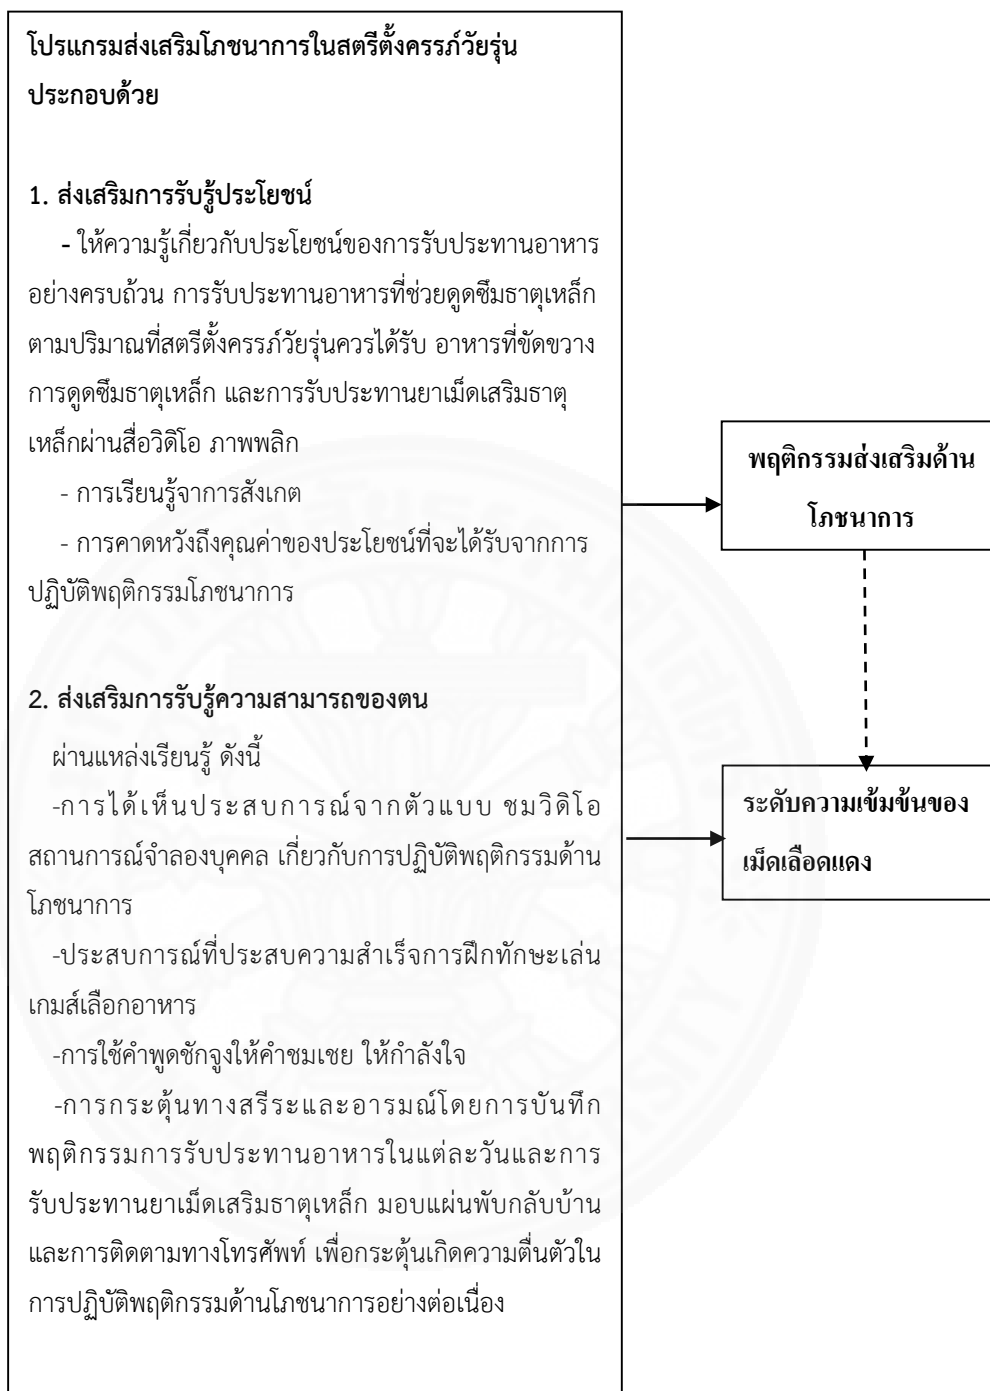 โปรแกรมส่งเสริมโภชนาการในสตรีตั้งครรภ์วัยรุ่น
ประกอบด้วย
1. ส่งเสริมการรับรู้ประโยชน์
- ให้ความรู้เกี่ยวกับประโยชน์ของการรับประทานอาหาร
อย่างครบถ้วน การรับประทานอาหารที่ช่วยดูดซึมธาตุเหล็ก
ตามปริมาณที่สตรีตั้งครรภ์วัยรุ่นควรได้รับ อาหารที่ขัดขวาง
การดูดซึมธาตุเหล็ก และการรับประทานยาเม็ดเสริมธาตุ
เหล็กผ่านสื่อวิดิโอ ภาพพลิก
- การเรียนรู้จาการสังเกต
- การคาดหวังถึงคุณค่าของประโยชน์ที่จะได้รับจากการ
ปฏิบัติพฤติกรรมโภชนาการ
2. ส่งเสริมการรับรู้ความสามารถของตน
ผ่านแหล่งเรียนรู้ ดังนี้
-การได้เห็นประสบการณ์จากตัวแบบ ชมวิดิโอ
สถานการณ์จำลองบุคคล เกี่ยวกับการปฏิบัติพฤติกรรมด้าน
โภชนาการ
-ประสบการณ์ที่ประสบความสำเร็จการฝึกทักษะเล่น
เกมส์เลือกอาหาร
-การใช้คำพูดชักจูงให้คำชมเชย ให้กำลังใจ
-การกระตุ้นทางสรีระและอารมณ์โดยการบันทึก
พฤติกรรมการรับประทานอาหารในแต่ละวันและการ
รับประทานยาเม็ดเสริมธาตุเหล็ก มอบแผ่นพับกลับบ้าน
และการติดตามทางโทรศัพท์ เพื่อกระตุ้นเกิดความตื่นตัวใน
การปฏิบัติพฤติกรรมด้านโภชนาการอย่างต่อเนื่อง
พฤติกรรมส่งเสริมด้าน
โภชนาการ
ระดับความเข้มข้นของ
เม็ดเลือดแดง